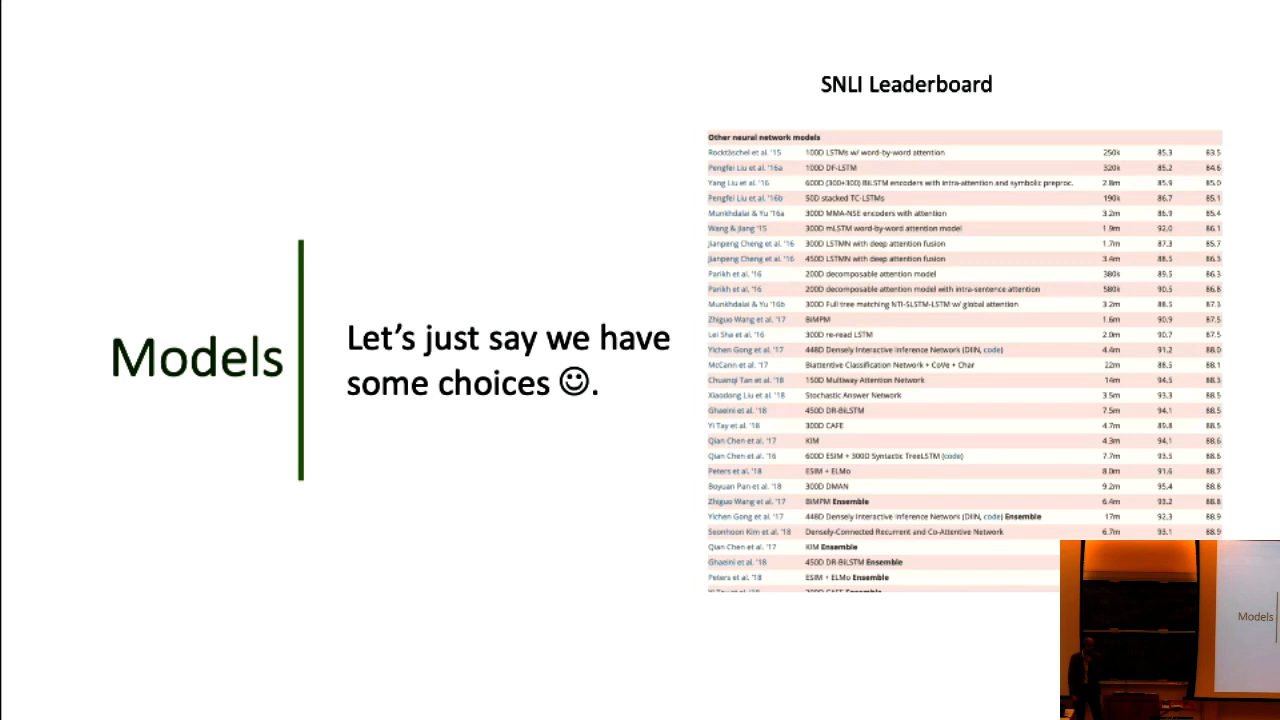 SNLI Leaderboard
Models
Let's just say we have
some choices ☺.
Other neural network models
Rocktäschel et al. '15 100D LSTMs w/ word-by-word attention 250k 85.3 83.5
Pengfei Liu et al. '16a 100D DF-LSTM 320k 85.2 84.6
Yang Liu et al. '16 600D (300+300) BiLSTM encoders with intra-attention and symbolic preproc. 2.8m 85.9 85.0
Pengfei Liu et al. '16b 50D stacked TC-LSTMs 190k 86.7 85.1
Munkhdalai & Yu '16a 300D MMA-NSE encoders with attention 3.2m 86.9 85.4
Wang & Jiang '15 300D mLSTM word-by-word attention model 1.9m 92.0 86.1
Jianpeng Cheng et al. '16 300D LSTMN with deep attention fusion 1.7m 87.3 85.7
Jianpeng Cheng et al. '16 450D LSTMN with deep attention fusion 3.4m 88.5 86.3
Parikh et al. '16 200D decomposable attention model 380k 89.5 86.3
Parikh et al. '16 200D decomposable attention model with intra-sentence attention 580k 90.5 86.8
Munkhdalai & Yu '16b 300D Full tree matching NTI-SLSTM-LSTM w/ global attention 3.2m 88.5 87.3
Zhiguo Wang et al. '17 BiMPM 1.6m 90.9 87.5
Lei Sha et al. '16 300D re-read LSTM 2.0m 90.7 87.5
Yichen Gong et al. '17 448D Densely Interactive Inference Network (DIIN, code) 4.4m 91.2 88.0
McCann et al. '17 Biattentive Classification Network + CoVe + Char 22m 88.5 88.1
Chuanqi Tan et al. '18 150D Multiway Attention Network 14m 94.5 88.3
Xiaodong Liu et al. '18 Stochastic Answer Network 3.5m 93.3 88.5
Ghaeini et al. '18 450D DR-BiLSTM 7.5m 94.1 88.5
Yi Tay et al. '18 300D CAFE 4.7m 89.8 88.5
Qian Chen et al. '17 KIM 4.3m 94.1 88.6
Qian Chen et al. '16 600D ESIM + 300D Syntactic TreeLSTM (code) 7.7m 93.5 88.6
Peters et al. '18 ESIM + ELMo 8.0m 91.6 88.7
Boyuan Pan et al. '18 300D DMAN 9.2m 95.4 88.8
Zhiguo Wang et al. '17 BiMPM Ensemble 6.4m 93.2 88.8
Yichen Gong et al. '17 448D Densely Interactive Inference Network (DIIN, code) Ensemble 17m 92.3 88.9
Seonhoon Kim et al. '18 Densely-Connected Recurrent and Co-Attentive Network 6.7m 93.1 88.9
Qian Chen et al. '17 KIM Ensemble
Ghaeini et al. '18 450D DR-BiLSTM Ensemble
Peters et al. '18 ESIM + ELMo Ensemble
Models